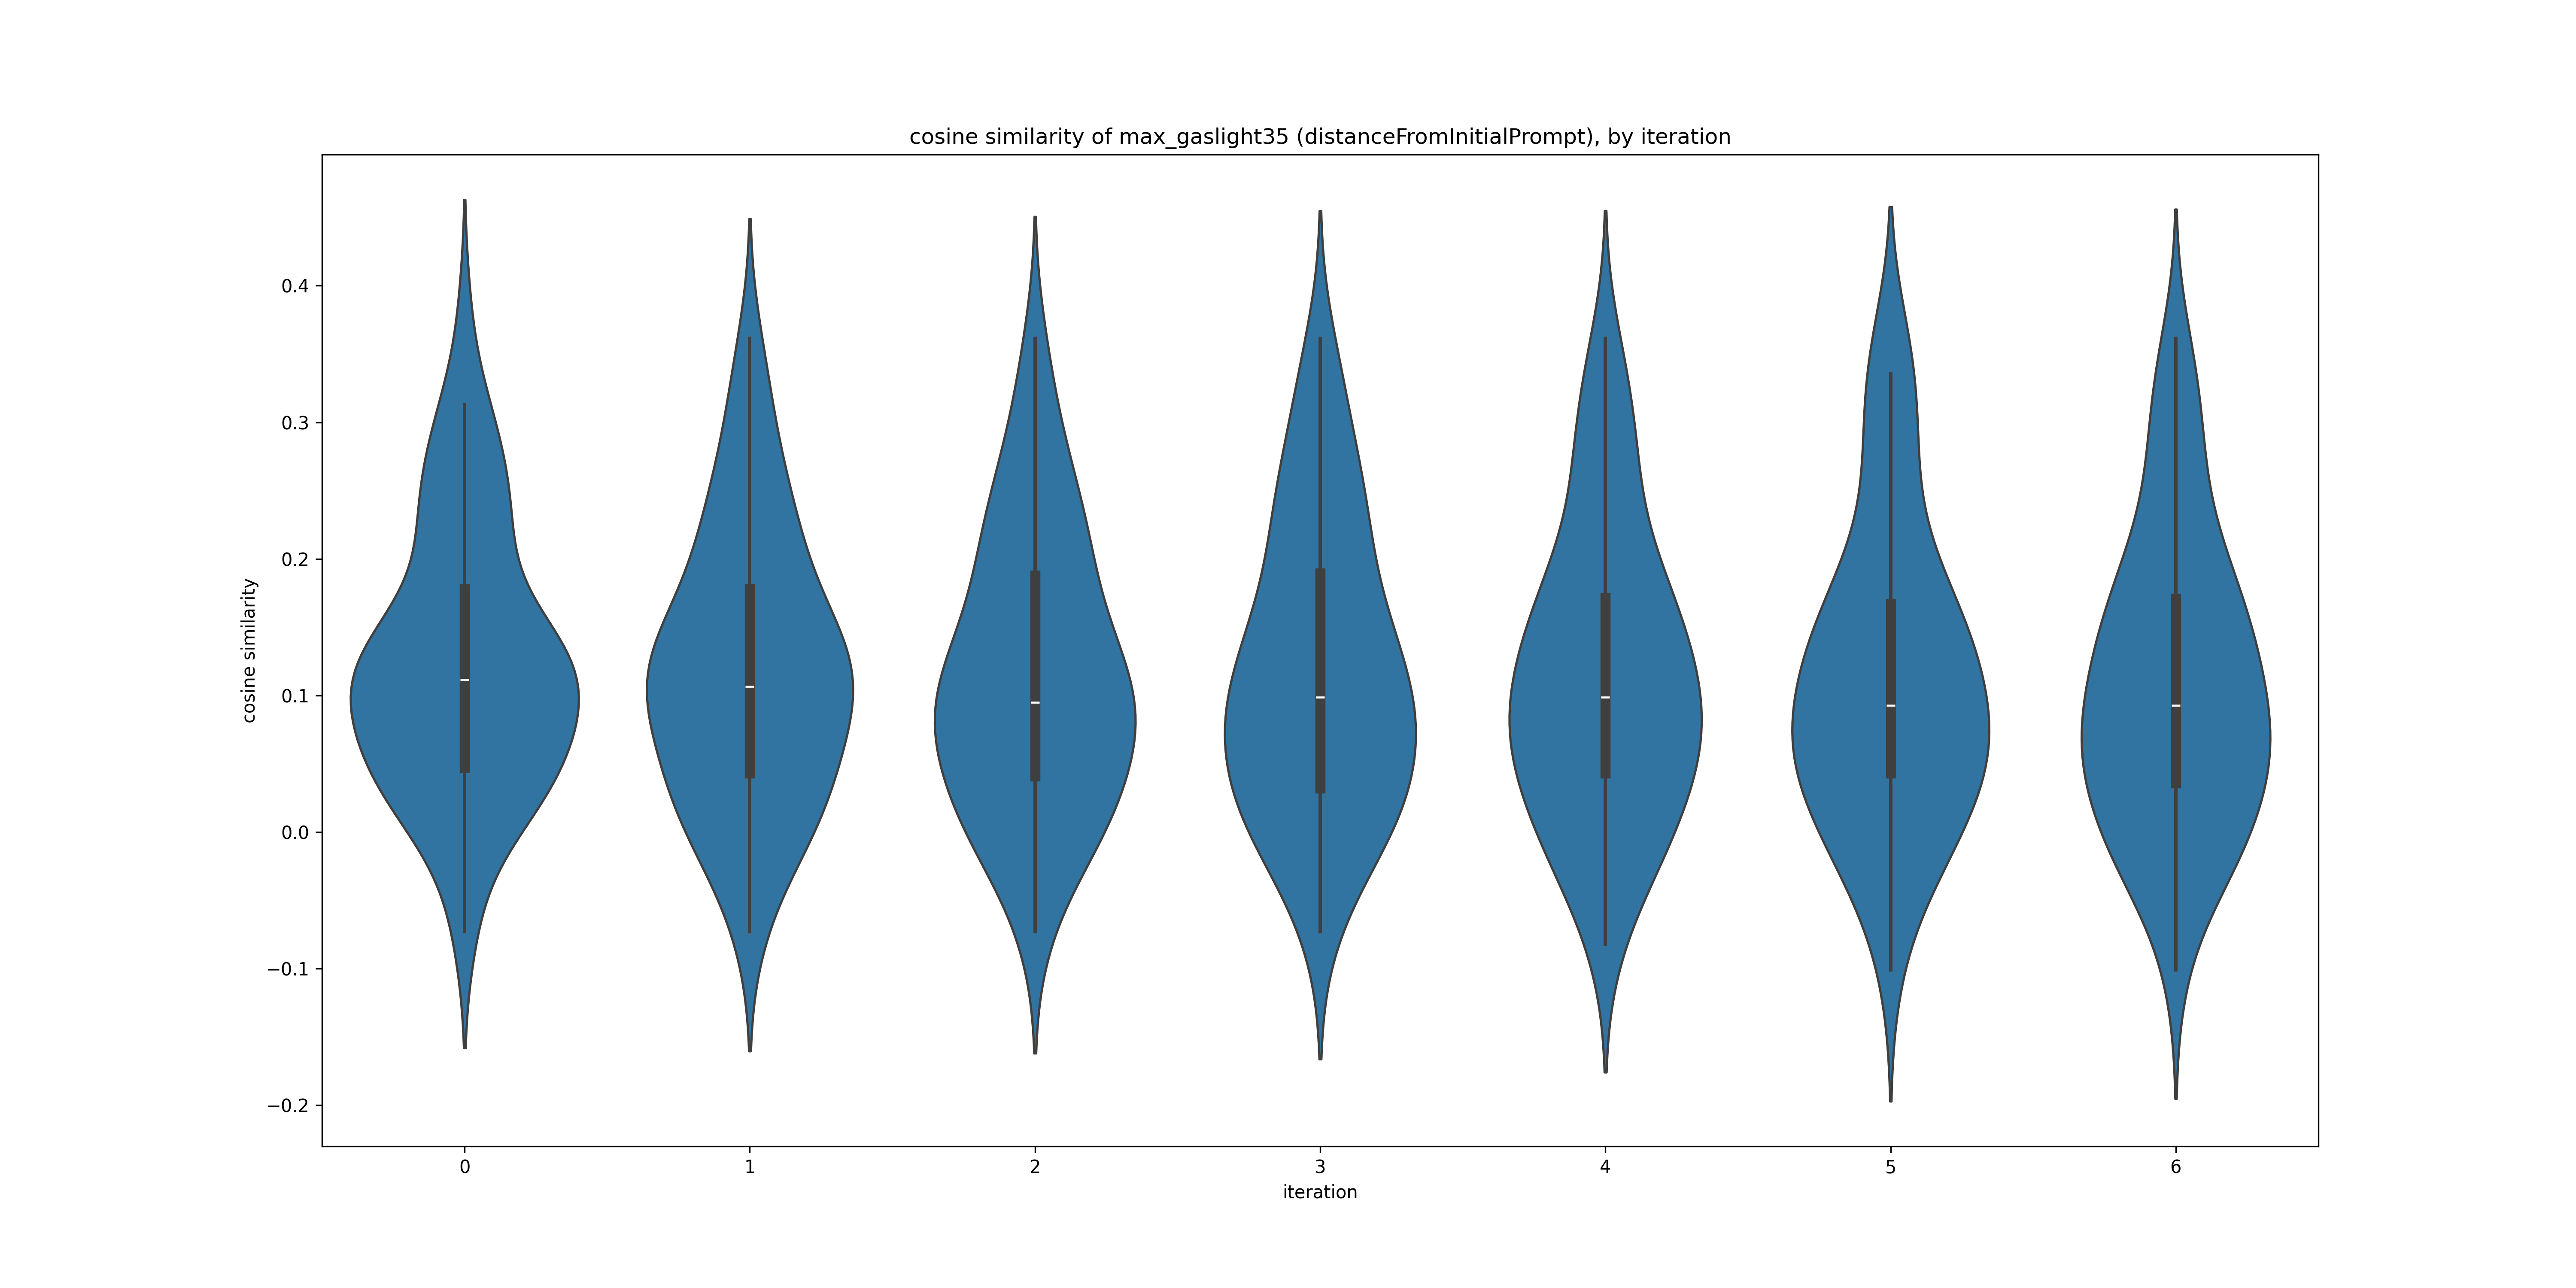 cosine similarity of max_gaslight35 (distanceFromInitialPrompt), by iteration
cosine similarity
0.4
0.3
0.2
0.1
0.0
−0.1
−0.2
0 1 2 3 4 5 6
iteration